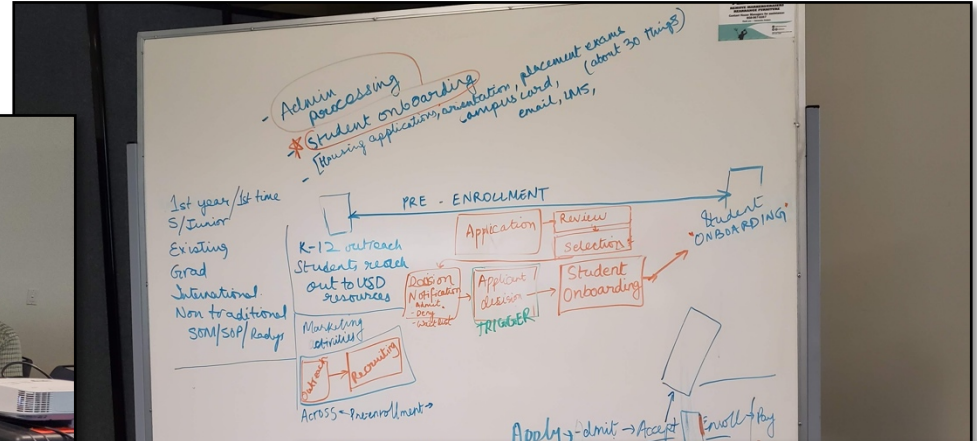 - Admin processing
* Student onboarding
- [Housing applications, orientation, placement exams
campus card, (about 30 things)
email, LMS,
1st year/1st time
S/Junior
Existing
Grad
International
Non traditional
SOM/SOP/Radys
PRE-ENROLLMENT
K-12 outreach
Students reach
out to
resources
Marketing
activities
Outreach
Recruiting
Across Pre enrollment
Application
Review
Selection
Decision
Notification
Admit
- Deny
- Waitlist
Applicant
decision
TRIGGER
Student
Onboarding
Student
"ONBOARDING"
Apply → Admit → Accept Enroll → Pay